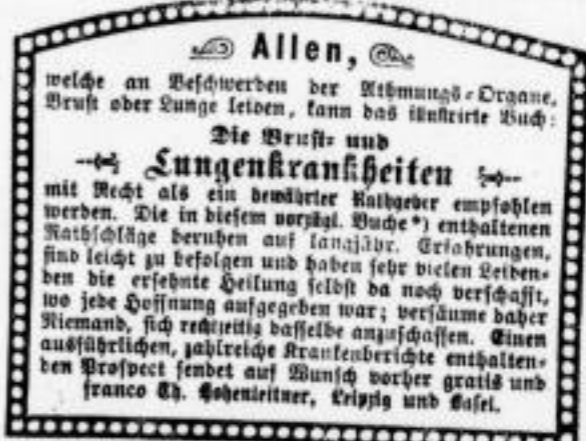 Allen,
welche an Beschwerden der Athmungs-Organe,
Brust oder Lunge leiden, kann das illustrirte Buch:
Die Brust- und
Lungenkrankheiten
mit Recht als ein bewährter Rathgeber empfohlen
werden. Die in diesem vorzügl. Buche*) enthaltenen
Rathschläge beruhen auf langjähr. Erfahrungen,
sind leicht zu befolgen und haben sehr vielen Leiden-
den die ersehnte Heilung selbst da noch verschafft,
wo jede Hoffnung aufgegeben war; versäume daher
Niemand, sich rechtzeitig dasselbe anzuschaffen. Einen
ausführlichen, zahlreiche Krankenberichte enthalten-
den Prospect sendet auf Wunsch vorher gratis und
franco Th. Hohenleitner, Leipzig und Basel.